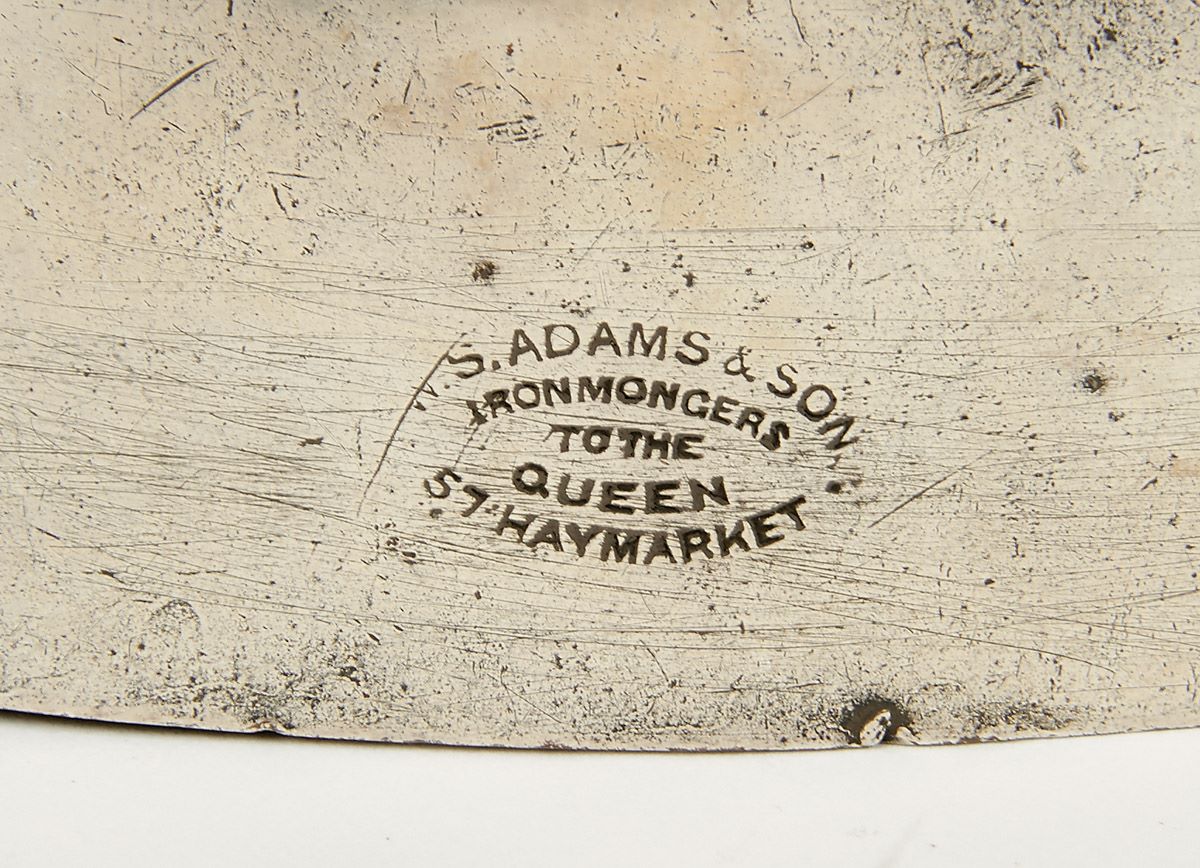 W.S. ADAMS & SON
IRONMONGERS
TO THE
QUEEN
57 HAYMARKET